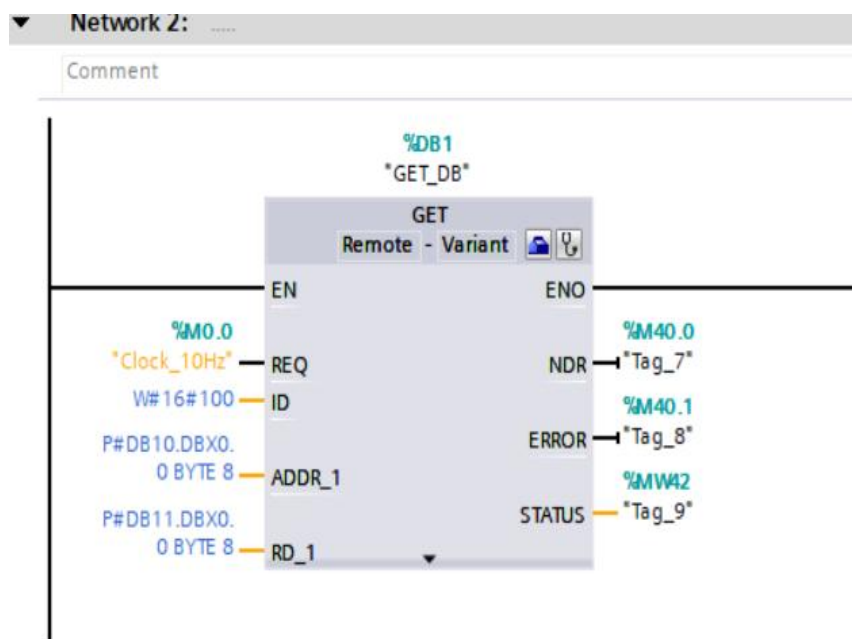 Network 2: .....
Comment
%DB1
"GET_DB"
GET
Remote - Variant
EN
ENO
%M0.0
"Clock_10Hz"
REQ
%M40.0
NDR
"Tag_7"
W#16#100
ID
%M40.1
ERROR
"Tag_8"
P#DB10.DBX0.
0 BYTE 8
ADDR_1
%MW42
STATUS
"Tag_9"
P#DB11.DBX0.
0 BYTE 8
RD_1